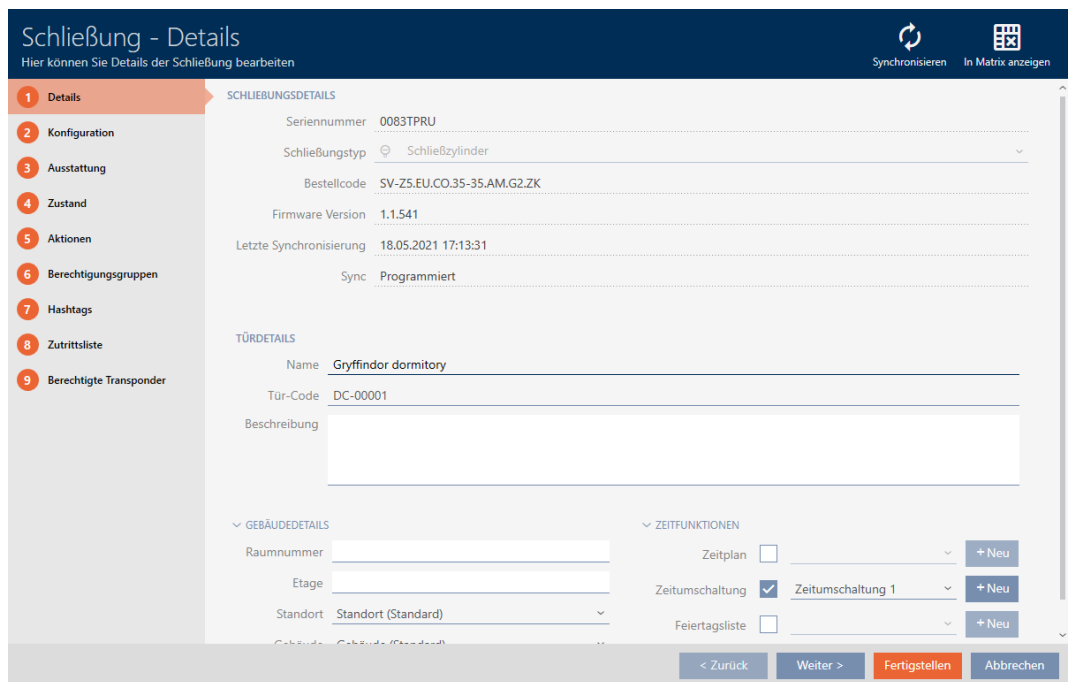 Schließung - Details
Hier können Sie Details der Schließung bearbeiten
Synchronisieren
In Matrix anzeigen
1 Details
2 Konfiguration
3 Ausstattung
4 Zustand
5 Aktionen
6 Berechtigungsgruppen
7 Hashtags
8 Zutrittsliste
9 Berechtigte Transponder
SCHLIEßUNGSDETAILS
Seriennummer 0083TPRU
Schließungstyp Schließzylinder
Bestellcode SV-Z5.EU.CO.35-35.AM.G2.ZK
Firmware Version 1.1.541
Letzte Synchronisierung 18.05.2021 17:13:31
Sync Programmiert
TÜRDETAILS
Name Gryffindor dormitory
Tür-Code DC-00001
Beschreibung
GEBÄUDEDETAILS
Raumnummer
Etage
Standort Standort (Standard)
Gebäude Gebäude (Standard)
ZEITFUNKTIONEN
Zeitplan + Neu
Zeitumschaltung Zeitumschaltung 1 + Neu
Feiertagsliste + Neu
< Zurück Weiter > Fertigstellen Abbrechen